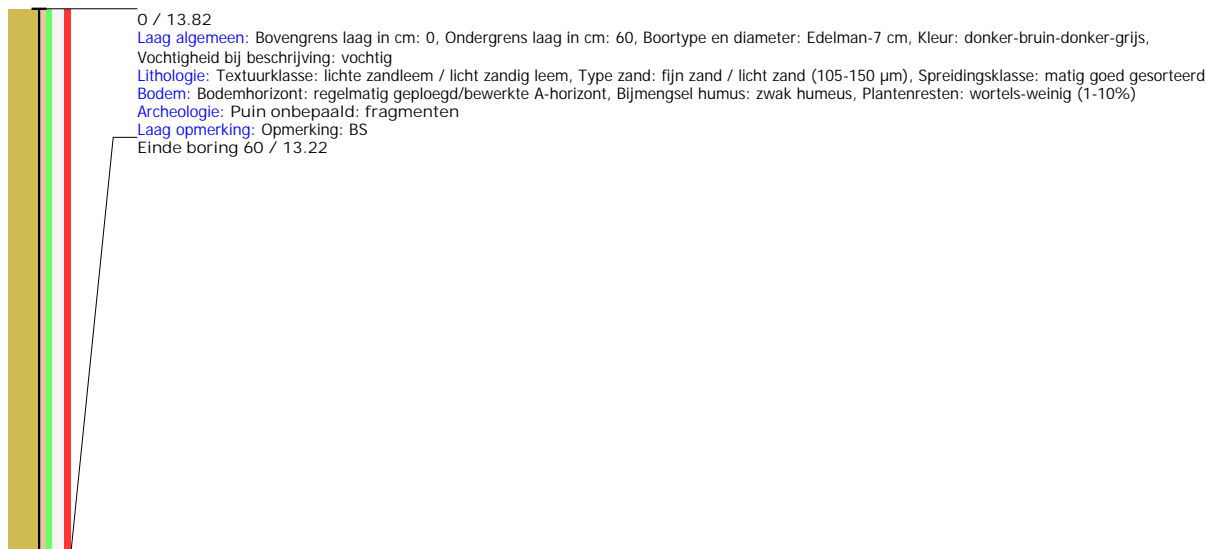 0 / 13.82
Laag algemeen: Bovengrens laag in cm: 0, Ondergrens laag in cm: 60, Boortype en diameter: Edelman-7 cm, Kleur: donker-bruin-donker-grijs,
Vochtigheid bij beschrijving: vochtig
Lithologie: Textuurklasse: lichte zandleem / licht zandig leem, Type zand: fijn zand / licht zand (105-150 µm), Spreidingsklasse: matig goed gesorteerd
Bodem: Bodemhorizont: regelmatig geploegd/bewerkte A-horizont, Bijmengsel humus: zwak humeus, Plantenresten: wortels-weinig (1-10%)
Archeologie: Puin onbepaald: fragmenten
Laag opmerking: Opmerking: BS
Einde boring 60 / 13.22